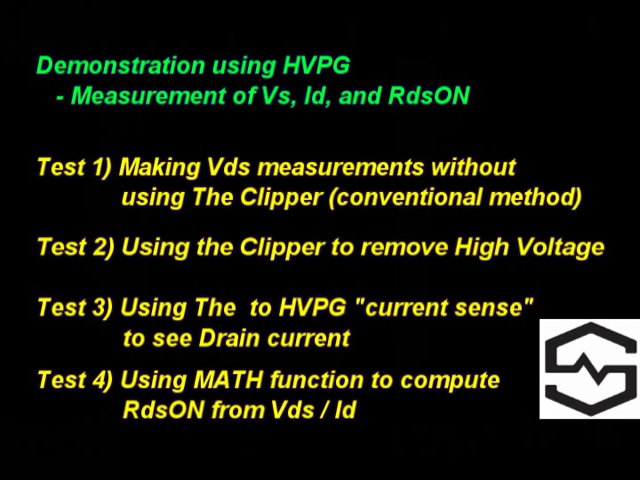 Demonstration using HVPG
- Measurement of Vs, Id, and RdsON
Test 1) Making Vds measurements without
using The Clipper (conventional method)
Test 2) Using the Clipper to remove High Voltage
Test 3) Using The to HVPG "current sense"
to see Drain current
Test 4) Using MATH function to compute
RdsON from Vds / Id